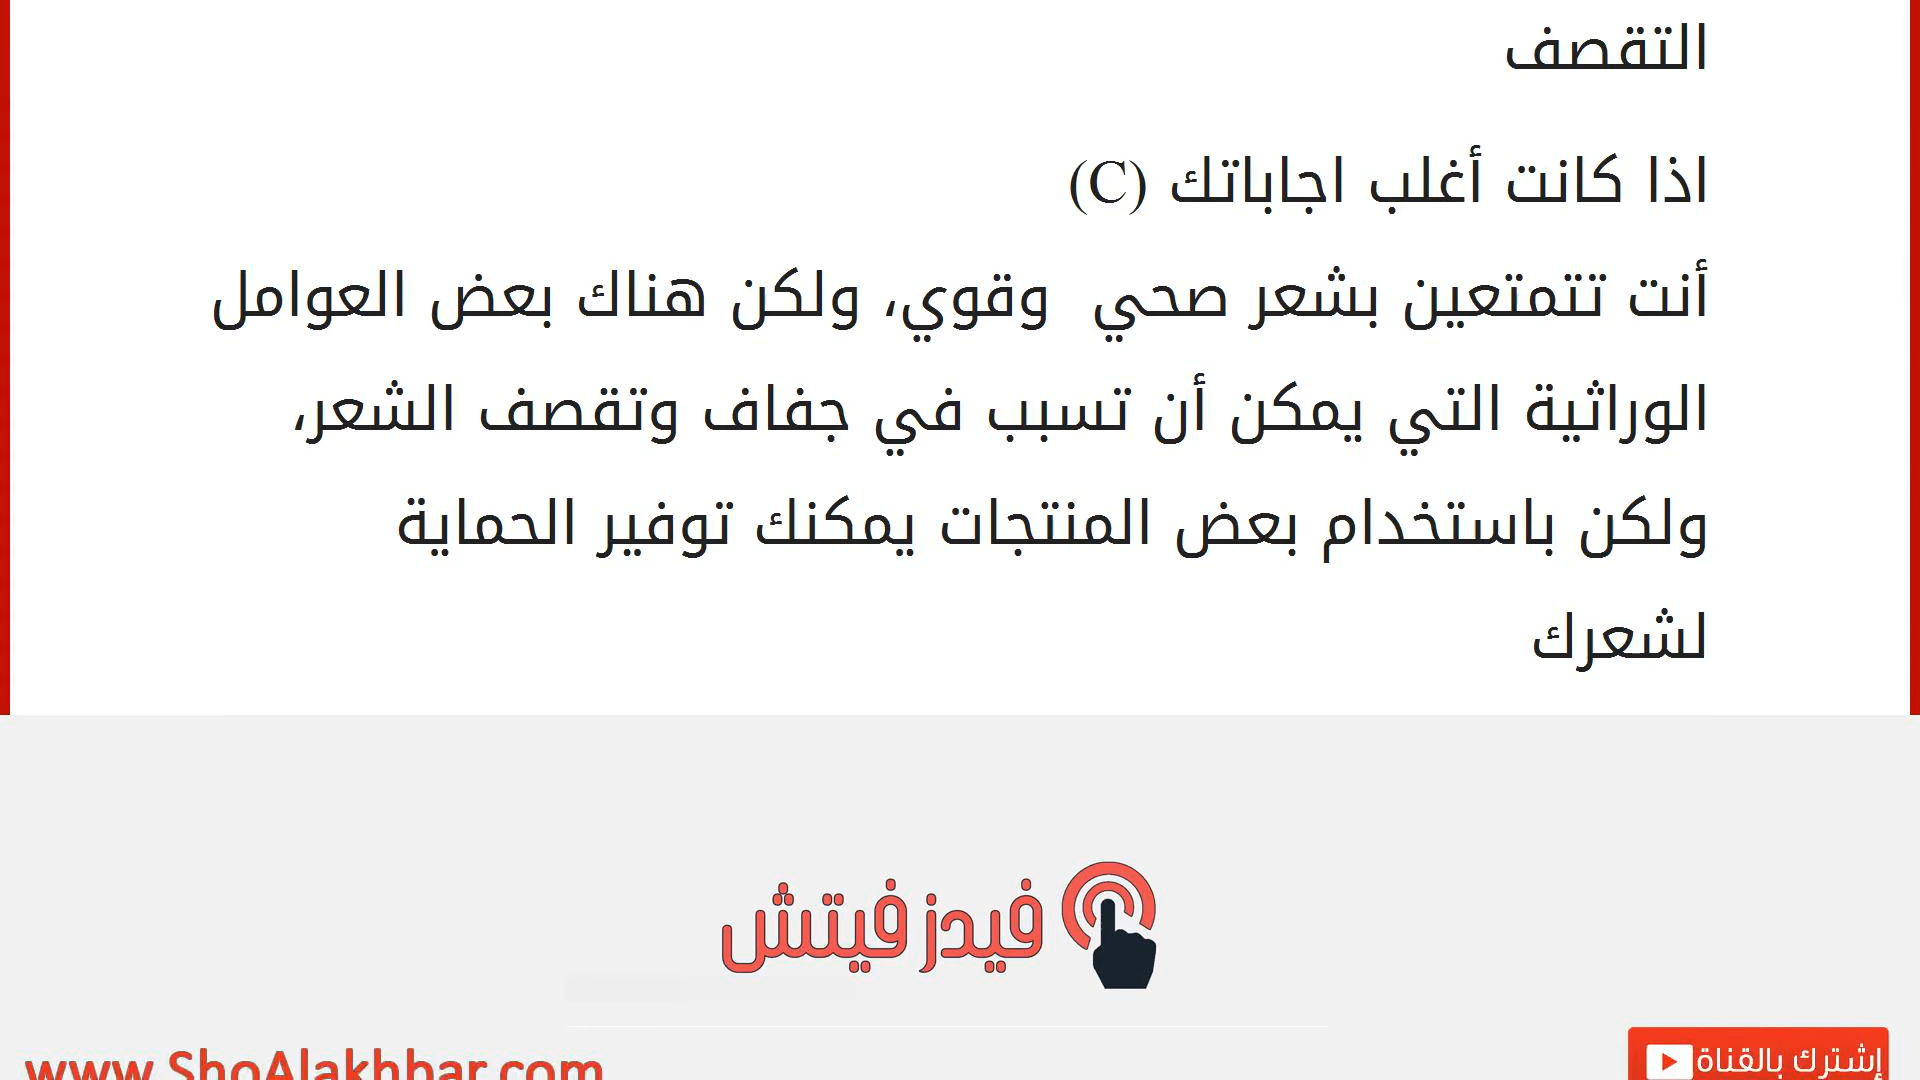 التقصف
اذا كانت أغلب اجاباتك (C)
أنت تتمتعين بشعر صحي وقوي، ولكن هناك بعض العوامل
الوراثية التي يمكن أن تسبب في جفاف وتقصف الشعر،
ولكن باستخدام بعض المنتجات يمكنك توفير الحماية
لشعرك
فيدز فيتش
www.ShoAlakhbar.com
إشترك بالقناة